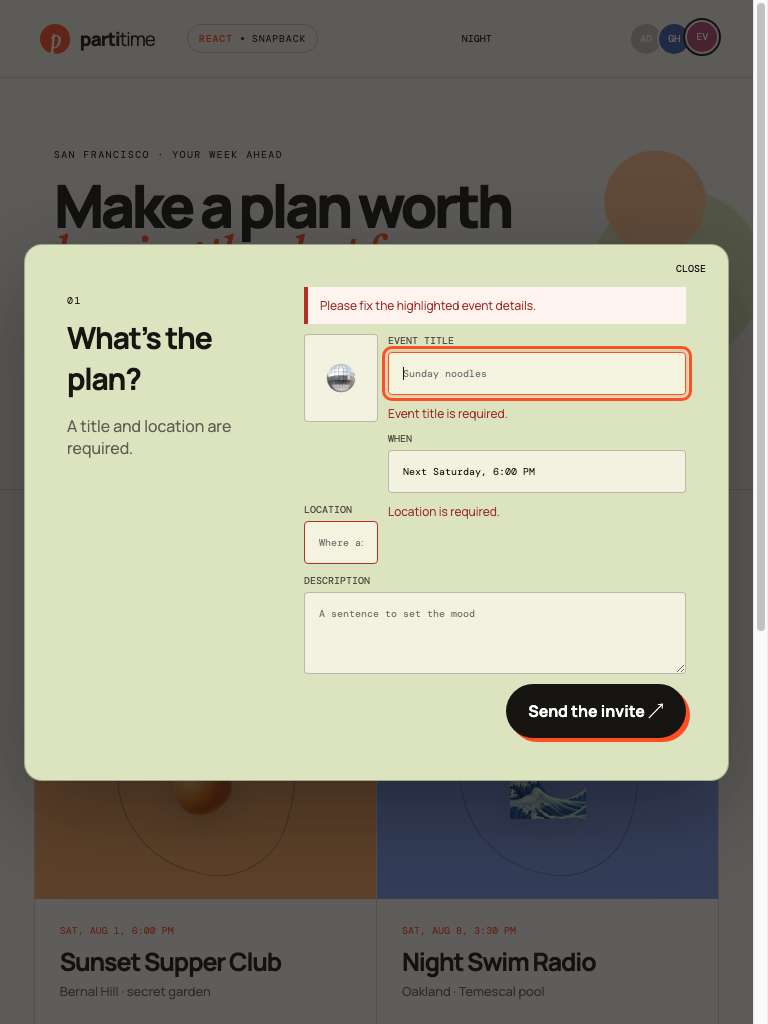 partitime
REACT • SNAPBACK
NIGHT
AD
GH
EV
SAN FRANCISCO · YOUR WEEK AHEAD
Make a plan worth
CLOSE
01
What's the
plan?
A title and location are
required.
Please fix the highlighted event details.
EVENT TITLE
Sunday noodles
Event title is required.
WHEN
Next Saturday, 6:00 PM
LOCATION
Where a
Location is required.
DESCRIPTION
A sentence to set the mood
Send the invite ↗
SAT, AUG 1, 6:00 PM
Sunset Supper Club
Bernal Hill · secret garden
SAT, AUG 8, 3:30 PM
Night Swim Radio
Oakland · Temescal pool